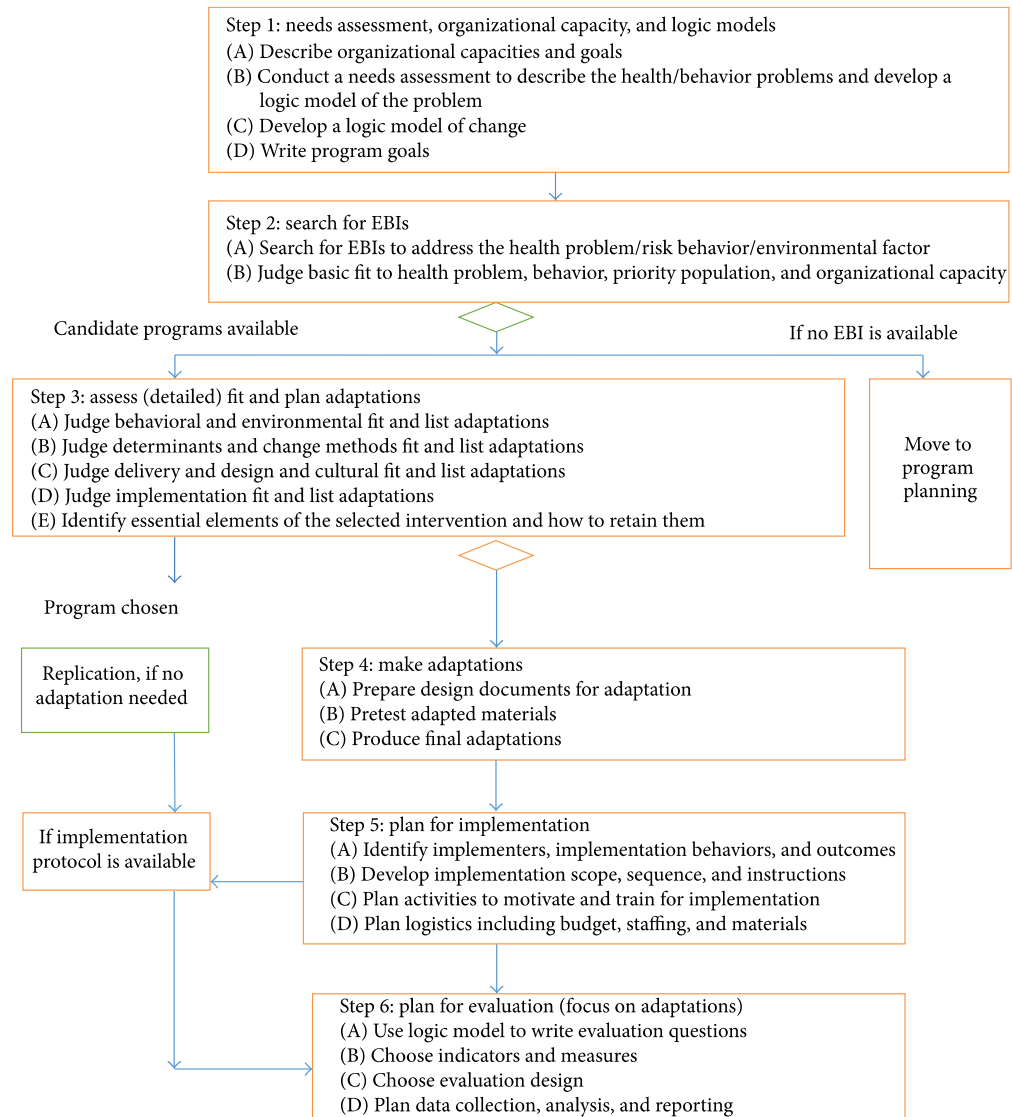 Step 1: needs assessment, organizational capacity, and logic models
(A) Describe organizational capacities and goals
(B) Conduct a needs assessment to describe the health/behavior problems and develop a
logic model of the problem
(C) Develop a logic model of change
(D) Write program goals
Step 2: search for EBIs
(A) Search for EBIs to address the health problem/risk behavior/environmental factor
(B) Judge basic fit to health problem, behavior, priority population, and organizational capacity
Candidate programs available
If no EBI is available
Step 3: assess (detailed) fit and plan adaptations
(A) Judge behavioral and environmental fit and list adaptations
(B) Judge determinants and change methods fit and list adaptations
(C) Judge delivery and design and cultural fit and list adaptations
(D) Judge implementation fit and list adaptations
(E) Identify essential elements of the selected intervention and how to retain them
Move to
program
planning
Program chosen
Replication, if no
adaptation needed
Step 4: make adaptations
(A) Prepare design documents for adaptation
(B) Pretest adapted materials
(C) Produce final adaptations
If implementation
protocol is available
Step 5: plan for implementation
(A) Identify implementers, implementation behaviors, and outcomes
(B) Develop implementation scope, sequence, and instructions
(C) Plan activities to motivate and train for implementation
(D) Plan logistics including budget, staffing, and materials
Step 6: plan for evaluation (focus on adaptations)
(A) Use logic model to write evaluation questions
(B) Choose indicators and measures
(C) Choose evaluation design
(D) Plan data collection, analysis, and reporting